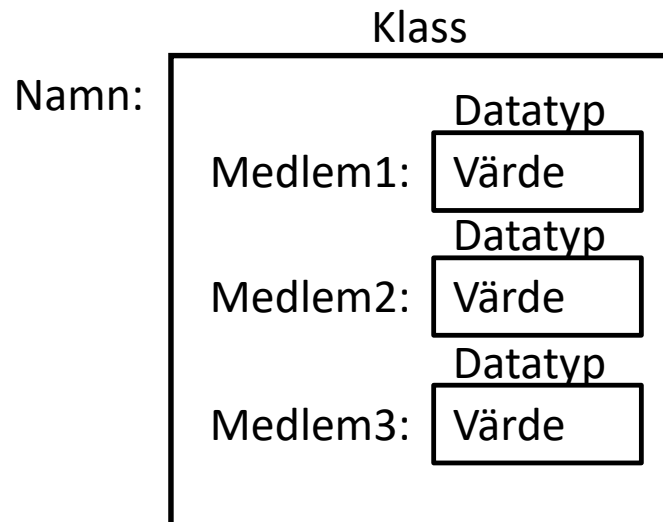 Klass
Namn:
Datatyp
Medlem1: Värde
Datatyp
Medlem2: Värde
Datatyp
Medlem3: Värde